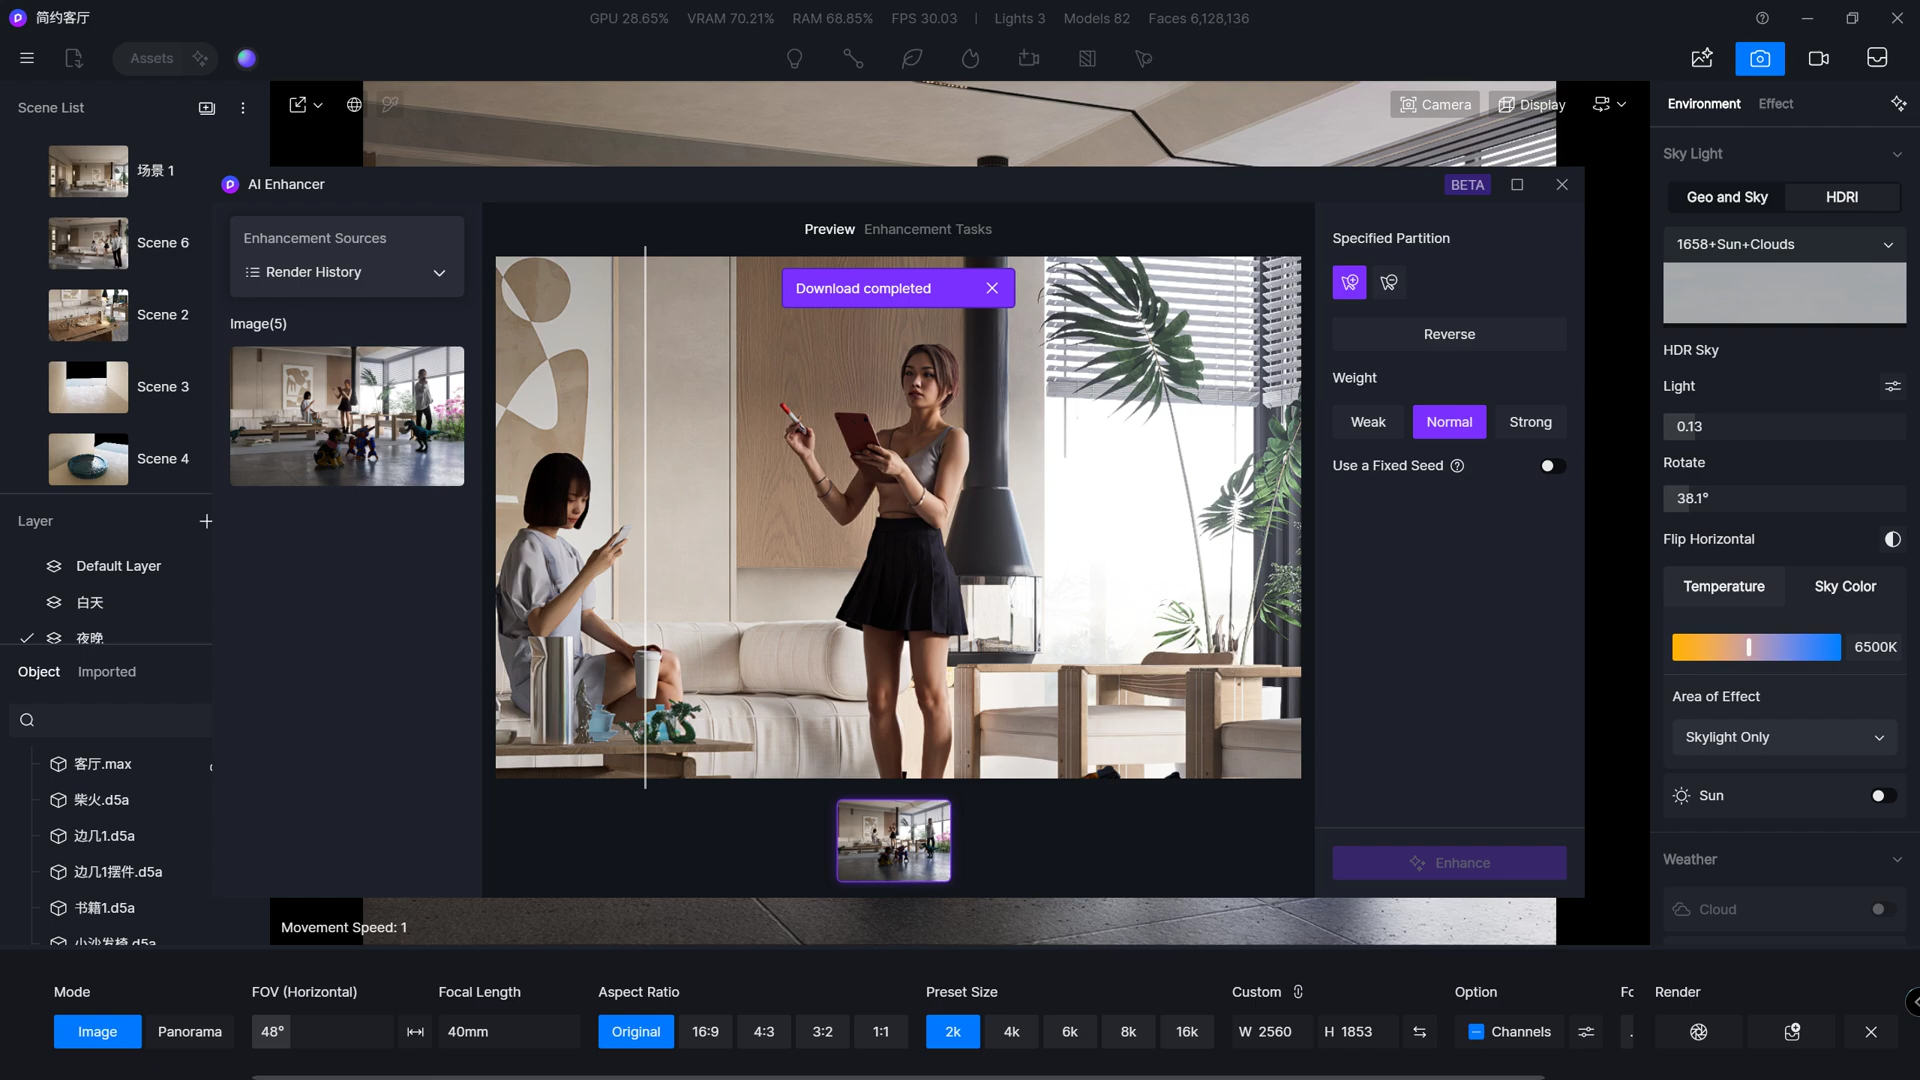 简约客厅
GPU 28.65% VRAM 70.21% RAM 68.85% FPS 30.03 | Lights 3 Models 82 Faces 6,128,136
Assets
Scene List
场景 1
Scene 6
Scene 2
Scene 3
Scene 4
Layer
Default Layer
白天
夜晚
Object Imported
客厅.max
柴火.d5a
边几1.d5a
边几1摆件.d5a
书籍1.d5a
小沙发椅.d5a
Camera
Display
AI Enhancer
BETA
Enhancement Sources
Render History
Image(5)
Preview Enhancement Tasks
Download completed
Specified Partition
Reverse
Weight
Weak Normal Strong
Use a Fixed Seed
Enhance
Movement Speed: 1
Environment Effect
Sky Light
Geo and Sky HDRI
1658+Sun+Clouds
HDR Sky
Light
0.13
Rotate
38.1°
Flip Horizontal
Temperature Sky Color
6500K
Area of Effect
Skylight Only
Sun
Weather
Cloud
Mode FOV (Horizontal) Focal Length Aspect Ratio Preset Size Custom Option Fc Render
Image Panorama 48° 40mm Original 16:9 4:3 3:2 1:1 2k 4k 6k 8k 16k W 2560 H 1853 Channels